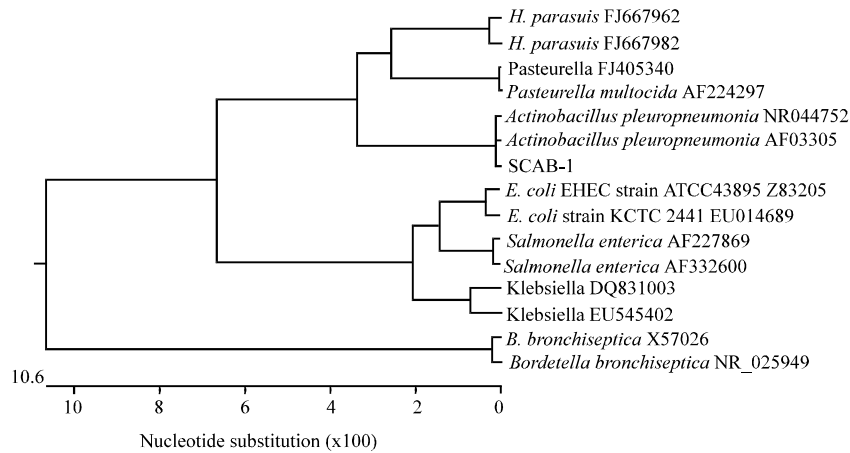 H. parasuis FJ667962
H. parasuis FJ667982
Pasteurella FJ405340
Pasteurella multocida AF224297
Actinobacillus pleuropneumonia NR044752
Actinobacillus pleuropneumonia AF03305
SCAB-1
E. coli EHEC strain ATCC43895 Z83205
E. coli strain KCTC 2441 EU014689
Salmonella enterica AF227869
Salmonella enterica AF332600
Klebsiella DQ831003
Klebsiella EU545402
B. bronchiseptica X57026
Bordetella bronchiseptica NR_025949
10.6
10 8 6 4 2 0
Nucleotide substitution (x100)